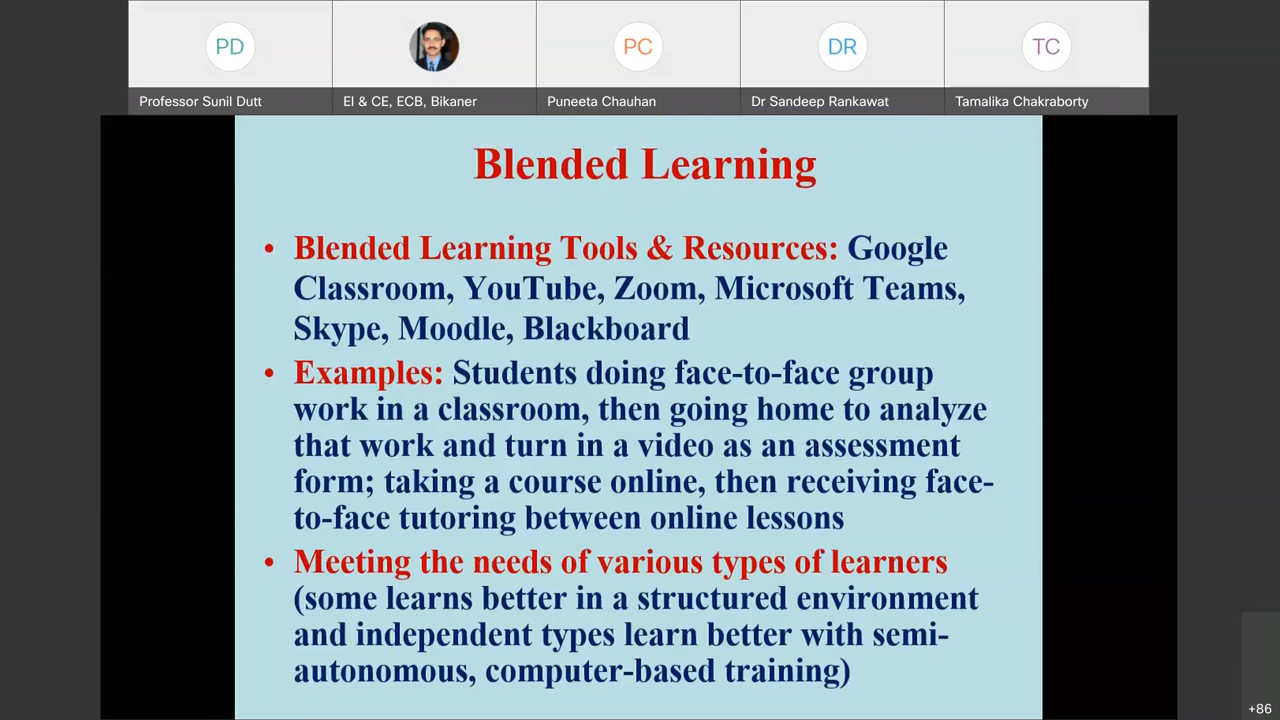 PD
PC
DR
TC
Professor Sunil Dutt
EI & CE, ECB, Bikaner
Puneeta Chauhan
Dr Sandeep Rankawat
Tamalika Chakraborty
Blended Learning
• Blended Learning Tools & Resources: Google
Classroom, YouTube, Zoom, Microsoft Teams,
Skype, Moodle, Blackboard
• Examples: Students doing face-to-face group
work in a classroom, then going home to analyze
that work and turn in a video as an assessment
form; taking a course online, then receiving face-
to-face tutoring between online lessons
• Meeting the needs of various types of learners
(some learns better in a structured environment
and independent types learn better with semi-
autonomous, computer-based training)
+86